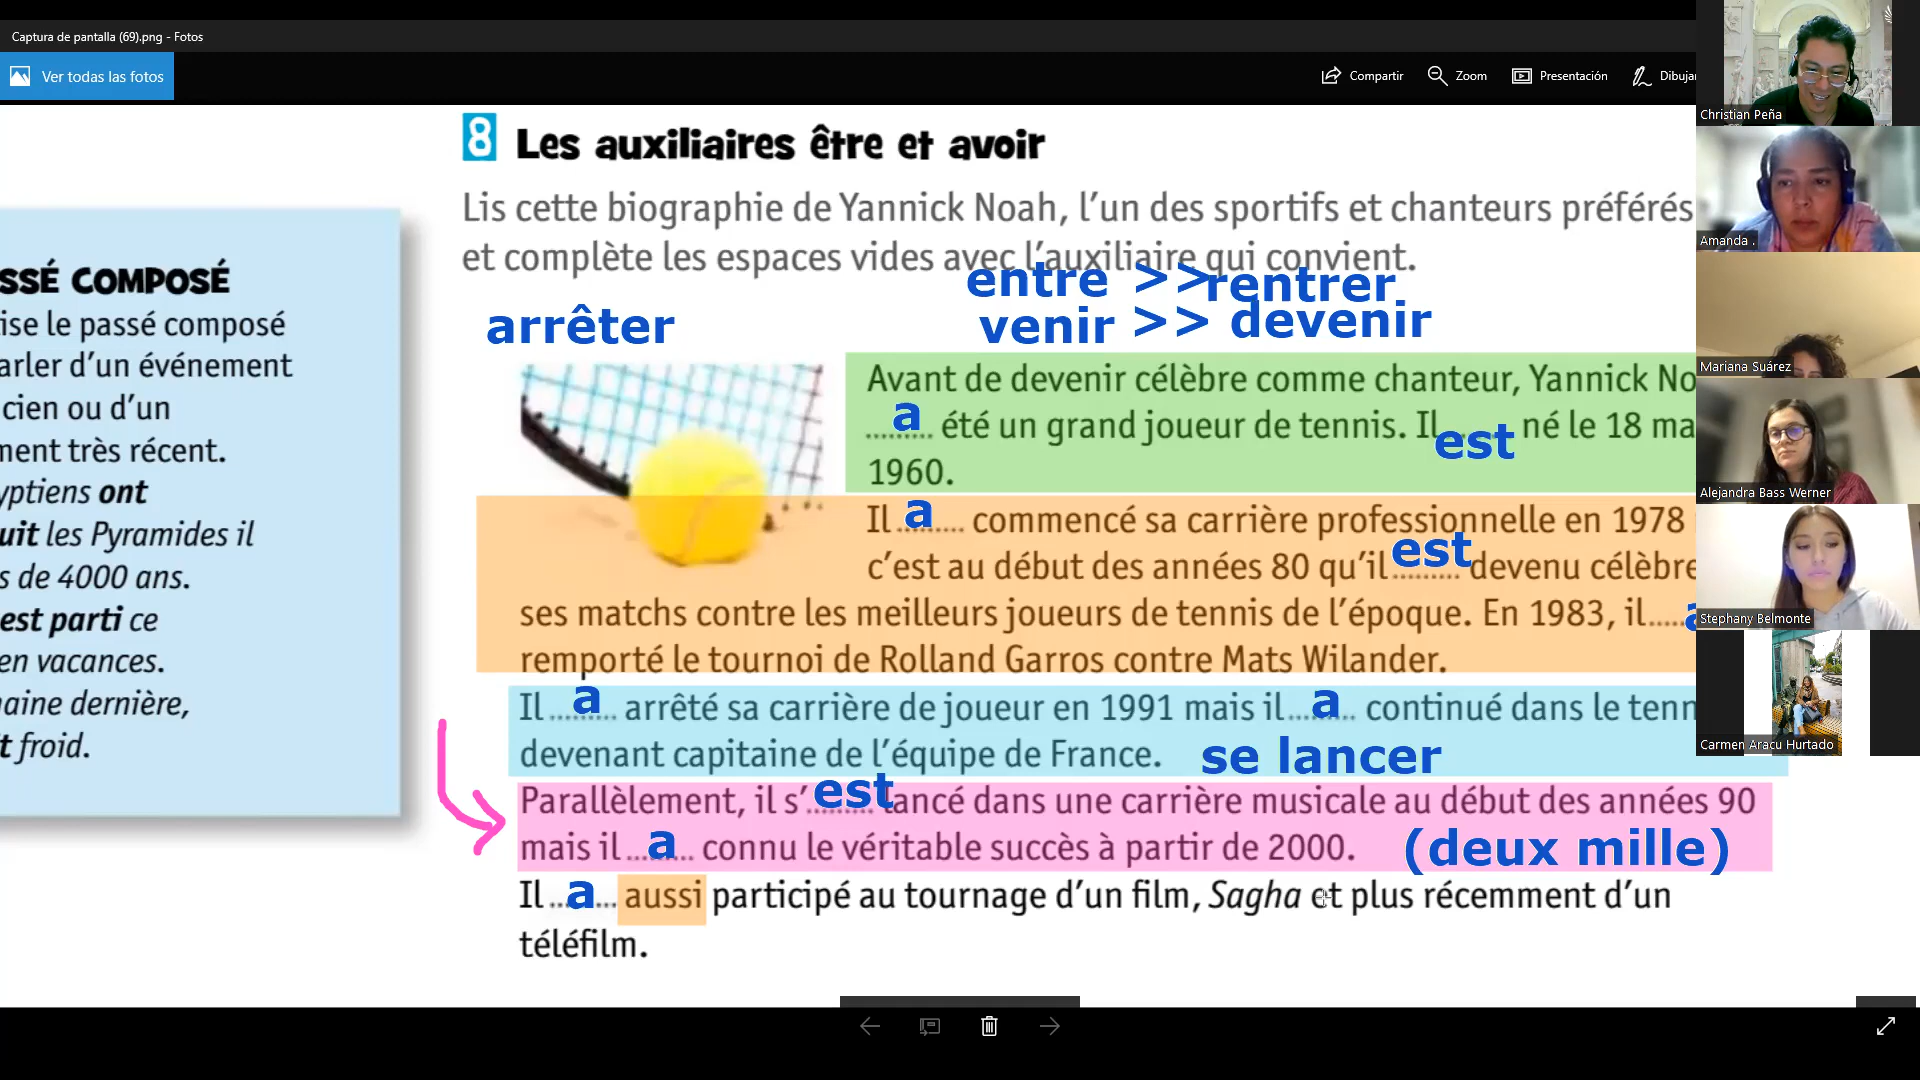 Captura de pantalla (69).png - Fotos
Ver todas las fotos
Compartir
Zoom
Presentación
Dibujar
8 Les auxiliaires être et avoir
Lis cette biographie de Yannick Noah, l'un des sportifs et chanteurs préférés
et complète les espaces vides avec l'auxiliaire qui convient.
entre >> rentrer
arrêter
venir >> devenir
SSÉ COMPOSÉ
ise le passé composé
arler d'un événement
cien ou d'un
ment très récent.
yptiens ont
uit les Pyramides il
s de 4000 ans.
est parti ce
en vacances.
aine dernière,
t froid.
Avant de devenir célèbre comme chanteur, Yannick No
a été un grand joueur de tennis. Il est né le 18 ma
1960.
Il a commencé sa carrière professionnelle en 1978
c'est au début des années 80 qu'il est devenu célèbre
ses matchs contre les meilleurs joueurs de tennis de l'époque. En 1983, il..... a
remporté le tournoi de Rolland Garros contre Mats Wilander.
Il a arrêté sa carrière de joueur en 1991 mais il a continué dans le tenn
devenant capitaine de l'équipe de France. se lancer
Parallèlement, il s' est lancé dans une carrière musicale au début des années 90
mais il a connu le véritable succès à partir de 2000. (deux mille)
Il a aussi participé au tournage d'un film, Sagha et plus récemment d'un
téléfilm.
Christian Peña
Amanda .
Mariana Suárez
Alejandra Bass Werner
Stephany Belmonte
Carmen Aracu Hurtado